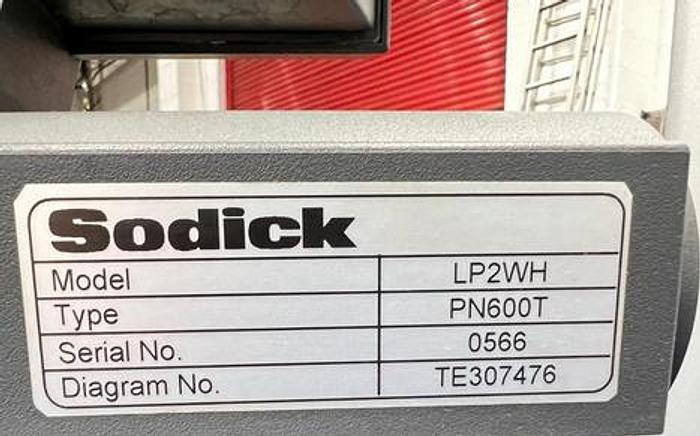 Sodick
Model LP2WH
Type PN600T
Serial No. 0566
Diagram No. TE307476